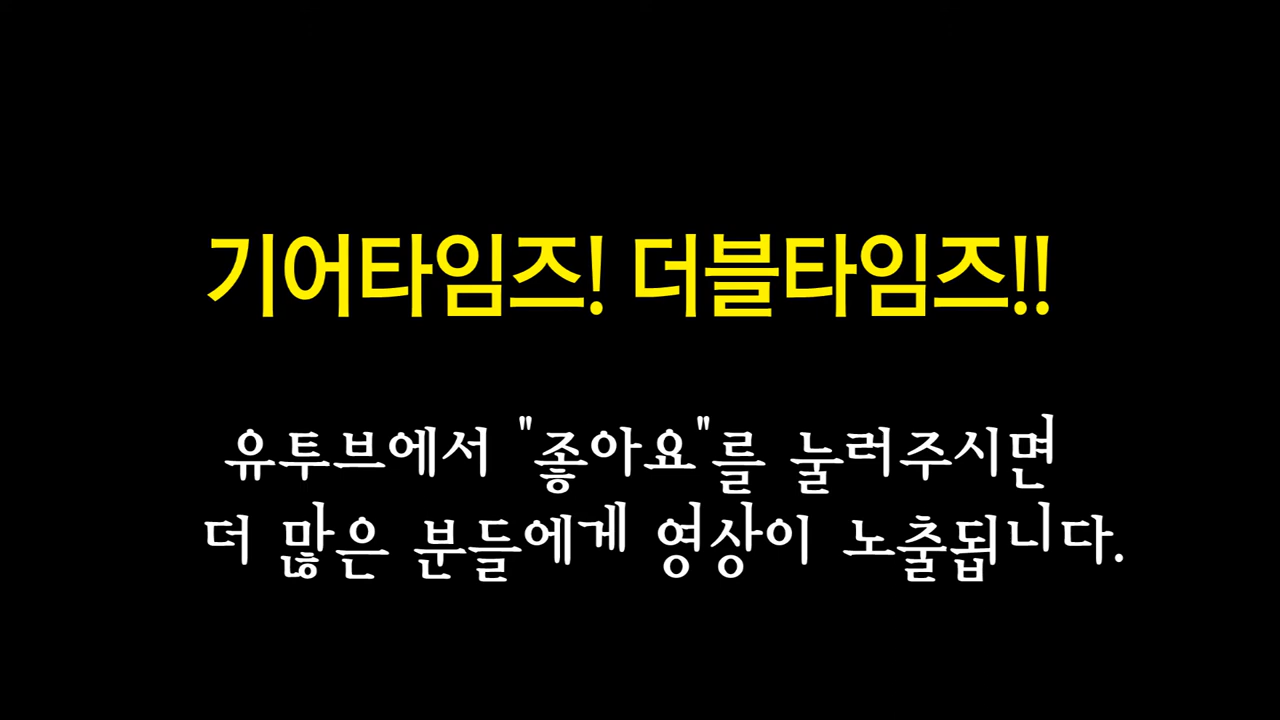 기어타임즈! 더블타임즈!!
유투브에서 "좋아요"를 눌러주시면
더 많은 분들에게 영상이 노출됩니다.